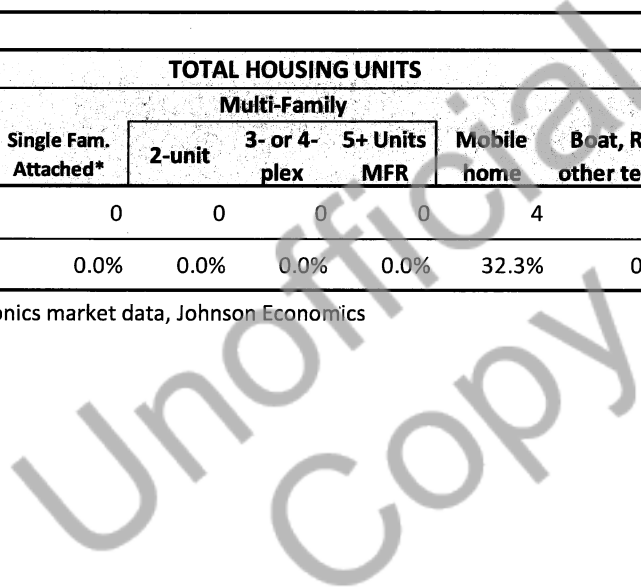 TOTAL HOUSING UNITS
Multi-Family
Single Fam. Attached* 2-unit 3- or 4-plex 5+ Units MFR Mobile home Boat, R other te
0 0 0 0 4
0.0% 0.0% 0.0% 0.0% 32.3% 0
onics market data, Johnson Economics
Unofficial
Copy